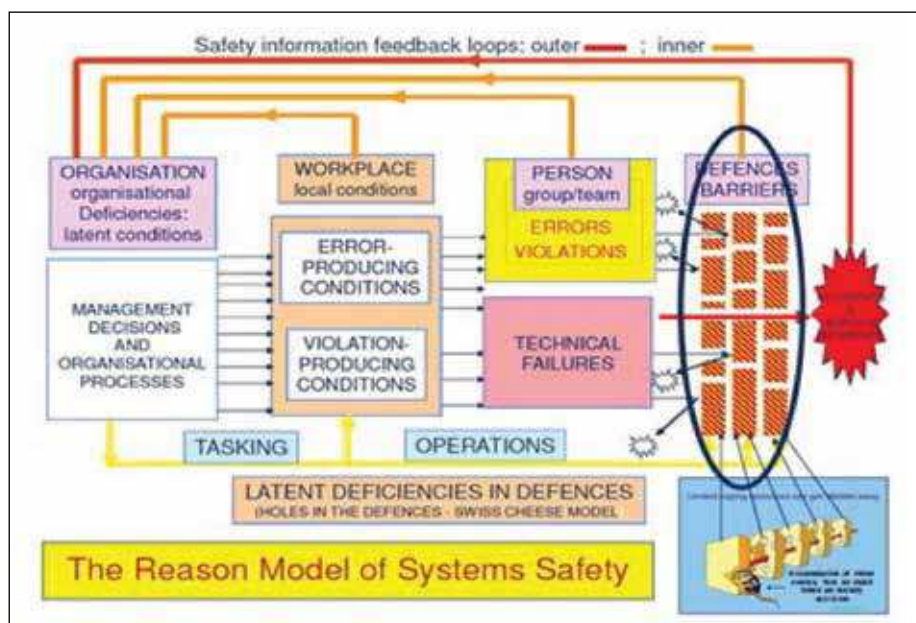 Safety information feedback loops: outer ; inner
ORGANISATION
organisational
Deficiencies:
latent conditions
WORKPLACE
local conditions
PERSON
group/team
DEFENCES
BARRIERS
ERRORS
VIOLATIONS
ERROR-
PRODUCING
CONDITIONS
MANAGEMENT
DECISIONS
AND
ORGANISATIONAL
PROCESSES
VIOLATION-
PRODUCING
CONDITIONS
TECHNICAL
FAILURES
TASKING
OPERATIONS
LATENT DEFICIENCIES IN DEFENCES
(HOLES IN THE DEFENCES - SWISS CHEESE MODEL
The Reason Model of Systems Safety